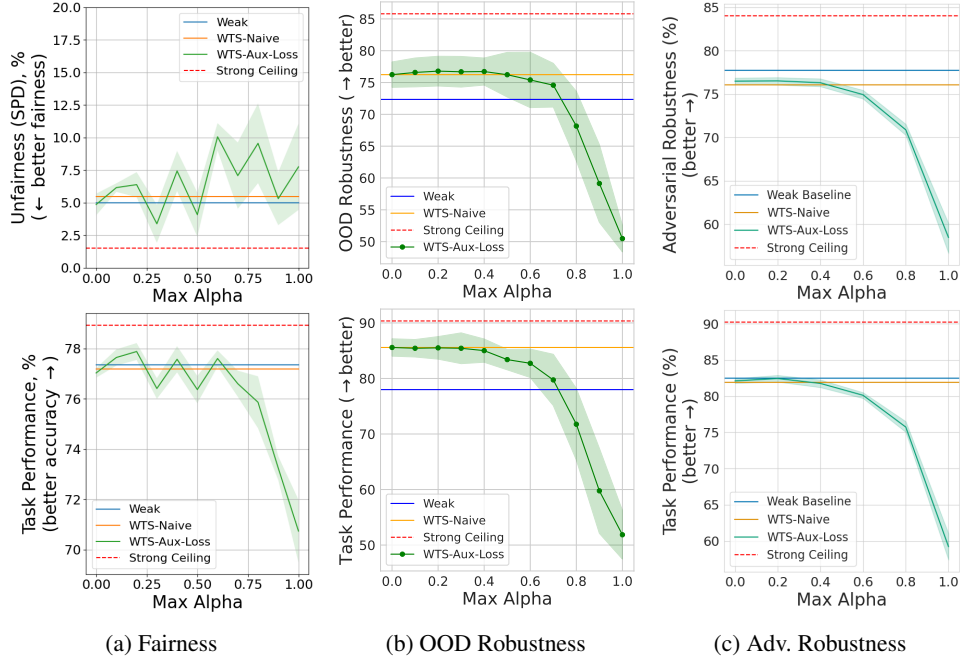 Unfairness (SPD), %
(← better fairness)
20.0
17.5
15.0
12.5
10.0
7.5
5.0
2.5
0.0
Weak
WTS-Naive
WTS-Aux-Loss
Strong Ceiling
0.00 0.25 0.50 0.75 1.00
Max Alpha
OOD Robustness (→better)
85
80
75
70
65
60
55
50
Weak
WTS-Naive
Strong Ceiling
WTS-Aux-Loss
0.0 0.2 0.4 0.6 0.8 1.0
Max Alpha
Adversarial Robustness (%)
(better →)
85
80
75
70
65
60
55
Weak Baseline
WTS-Naive
WTS-Aux-Loss
Strong Ceiling
0.0 0.2 0.4 0.6 0.8 1.0
Max Alpha
Task Performance, %
(better accuracy →)
78
76
74
72
70
Weak
WTS-Naive
WTS-Aux-Loss
Strong Ceiling
0.00 0.25 0.50 0.75 1.00
Max Alpha
Task Performance (→better)
90
80
70
60
50
Weak
WTS-Naive
Strong Ceiling
WTS-Aux-Loss
0.0 0.2 0.4 0.6 0.8 1.0
Max Alpha
Task Performance (%)
(better →)
90
85
80
75
70
65
60
Weak Baseline
WTS-Naive
WTS-Aux-Loss
Strong Ceiling
0.0 0.2 0.4 0.6 0.8 1.0
Max Alpha
(a) Fairness
(b) OOD Robustness
(c) Adv. Robustness